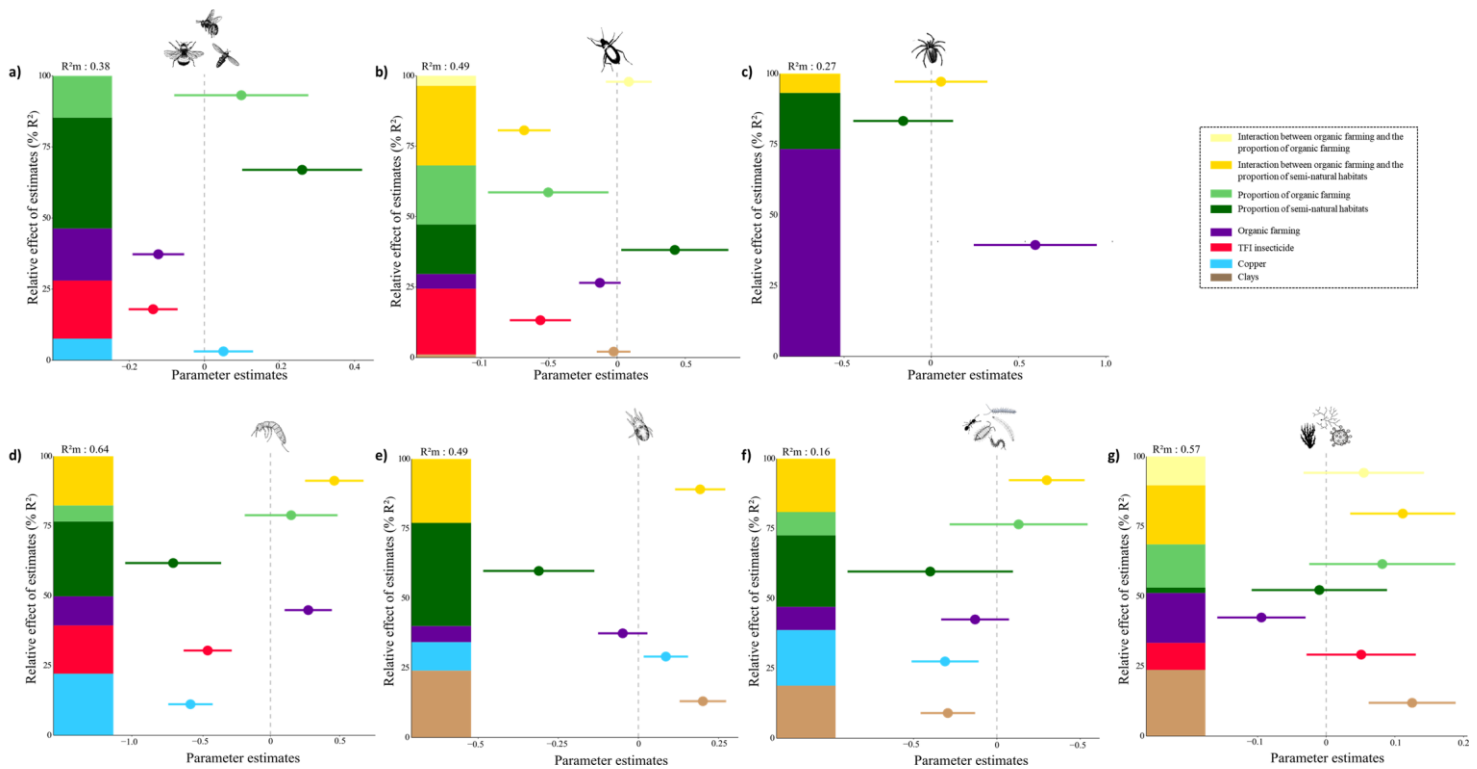 a)
R²m : 0.38
Relative effect of estimates (% R²)
100
75
50
25
0
−0.2
0
0.2
0.4
Parameter estimates
b)
R²m : 0.49
Relative effect of estimates (% R²)
100
75
50
25
0
−0.1
−0.5
0
0.5
Parameter estimates
c)
R²m : 0.27
Relative effect of estimates (% R²)
100
75
50
25
0
−0.5
0
0.5
1.0
Parameter estimates
Interaction between organic farming and the
proportion of organic farming
Interaction between organic farming and the
proportion of semi-natural habitats
Proportion of organic farming
Proportion of semi-natural habitats
Organic farming
TFI insecticide
Copper
Clays
d)
R²m : 0.64
Relative effect of estimates (% R²)
100
75
50
25
0
−1.0
−0.5
0
0.5
Parameter estimates
e)
R²m : 0.49
Relative effect of estimates (% R²)
100
75
50
25
0
−0.5
−0.25
0
0.25
Parameter estimates
f)
R²m : 0.16
Relative effect of estimates (% R²)
100
75
50
25
0
−0.5
0
−0.5
Parameter estimates
g)
R²m : 0.57
Relative effect of estimates (% R²)
100
75
50
25
0
−0.1
0
0.1
0.2
Parameter estimates